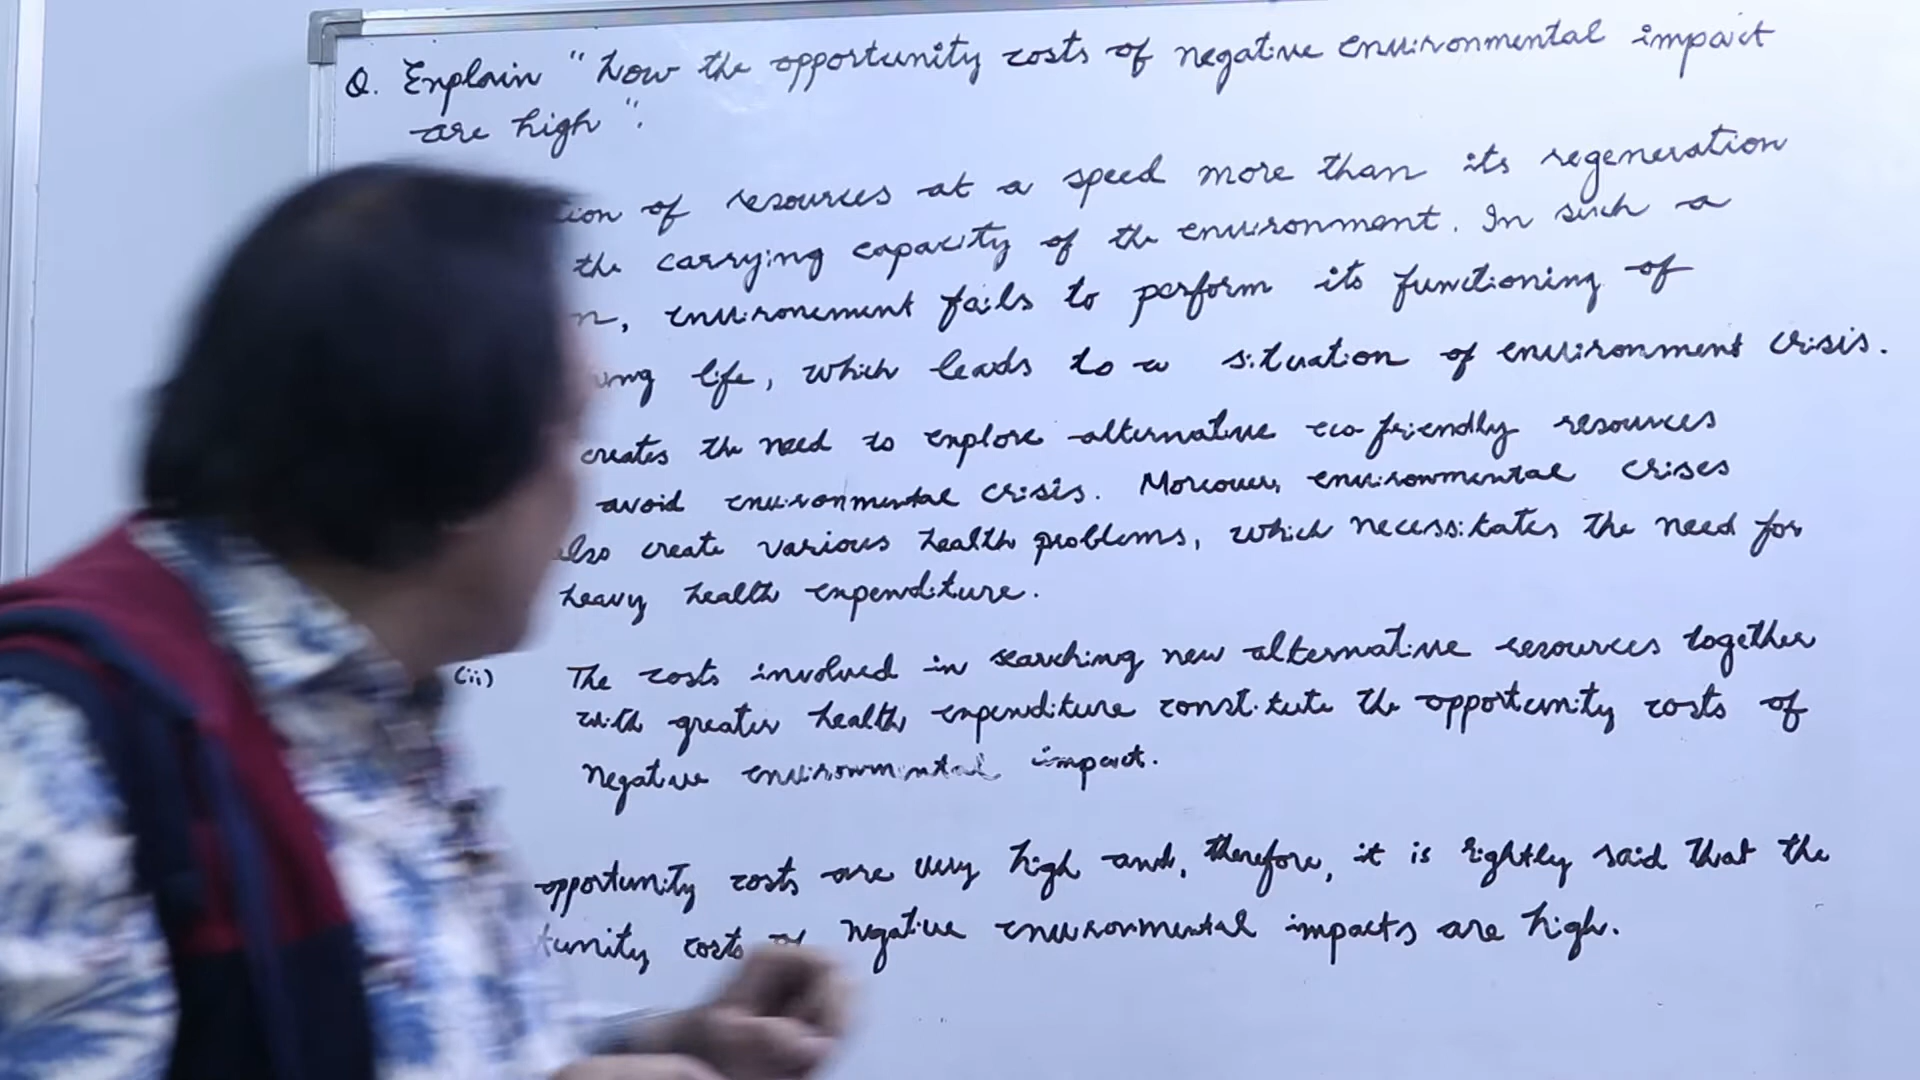 Q. Explain "how the opportunity costs of negative environmental impact
are high".
of resources at a speed more than its regeneration
the carrying capacity of the environment. In such a
environement fails to perform its functioning of
life, which leads to a situation of environment crisis.
creates the need to explore alternative eco friendly resources
avoid environmental crisis. Moreover, environmental crises
also create various health problems, which necessitates the need for
heavy health expenditure.
(ii) The costs involved in searching new alternative resources together
with greater health expenditure constitute the opportunity costs of
negative environmental impact.
opportunity costs are very high and, therefore, it is rightly said that the
costs of negative environmental impacts are high.